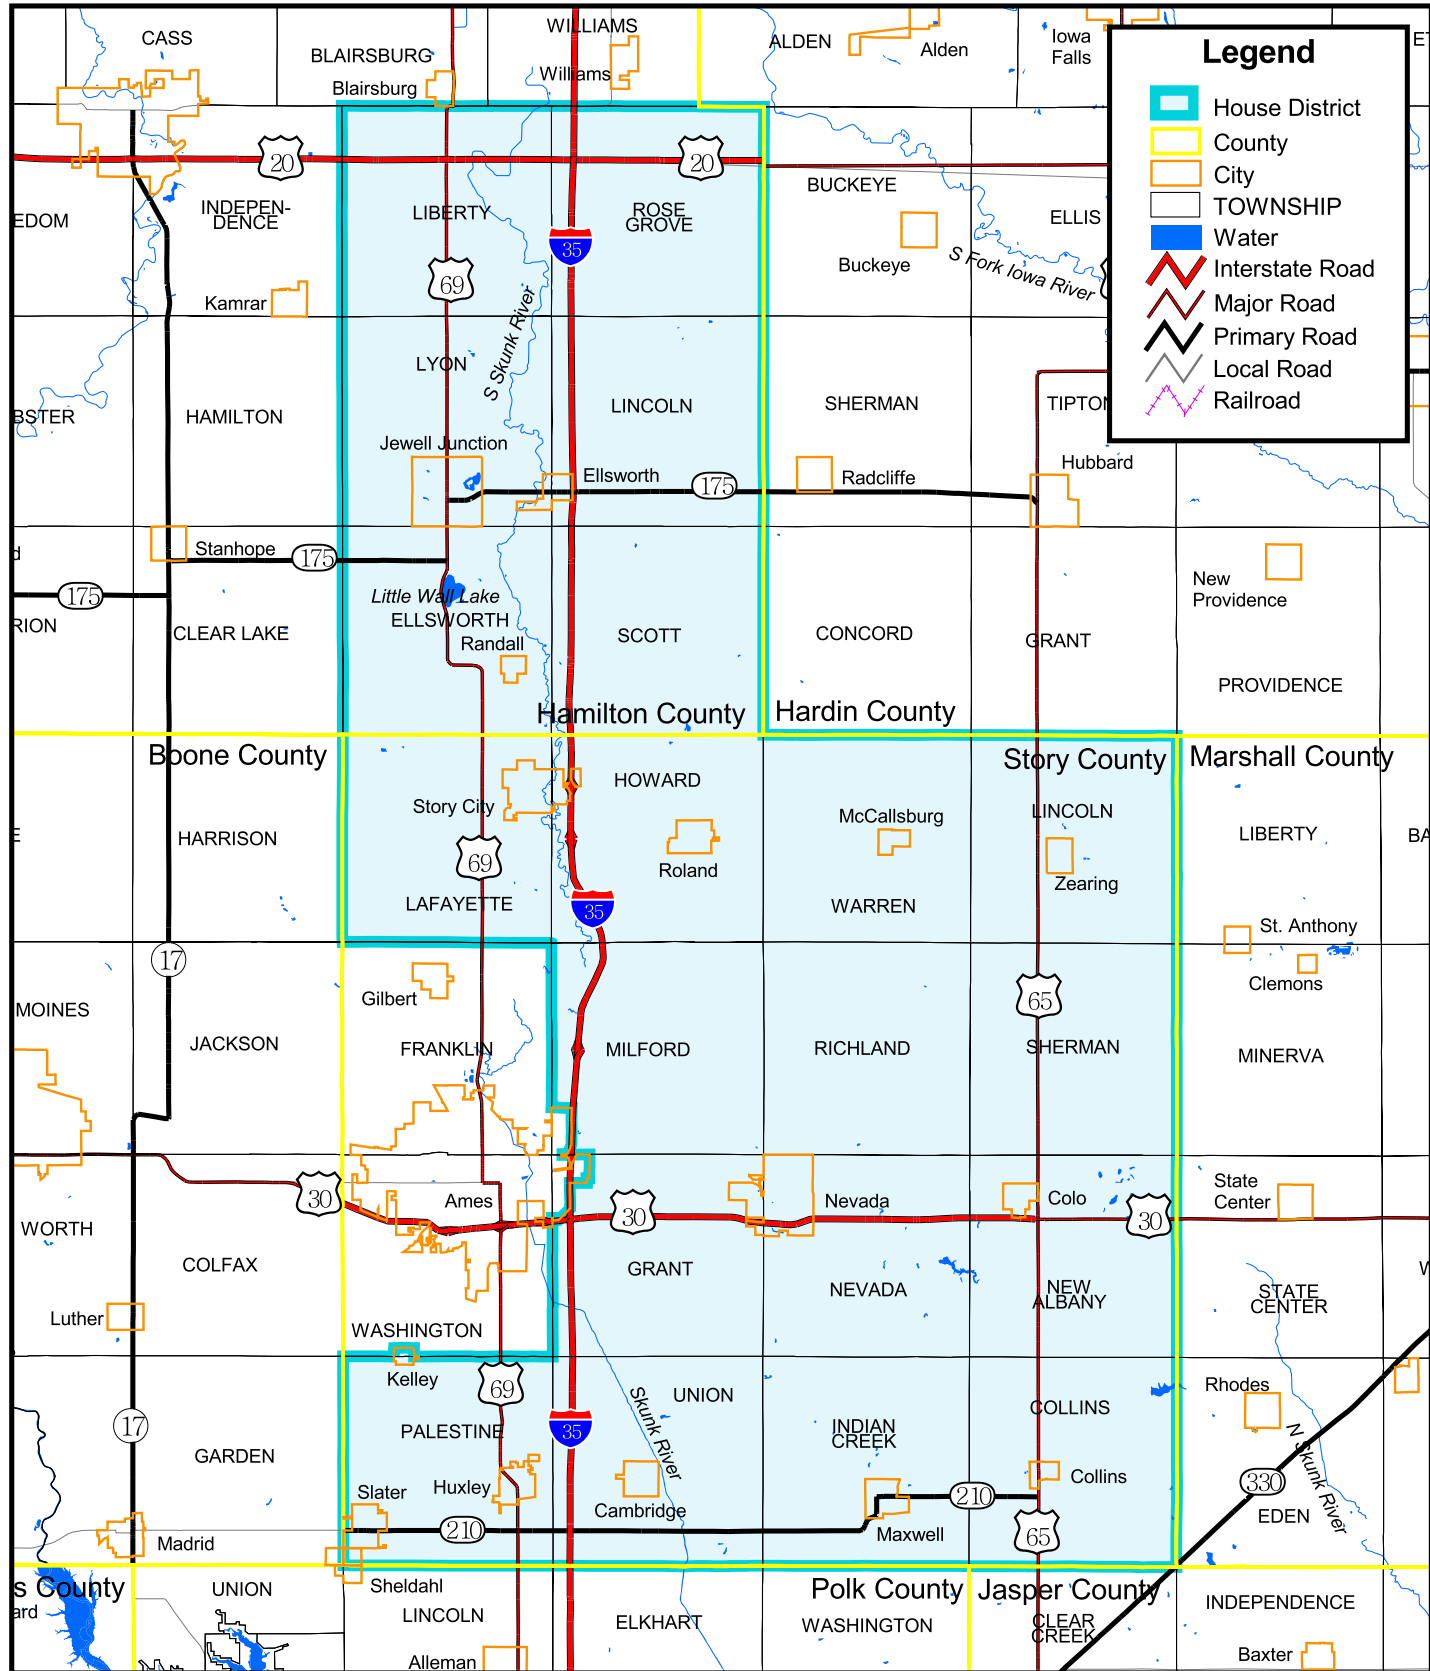 WILLIAMS
CASS
BLAIRSBURG
ALDEN
Alden
Iowa
Falls
Williams
Blairsburg
Legend
House District
County
City
TOWNSHIP
Water
Interstate Road
Major Road
Primary Road
Local Road
Railroad
20
20
BUCKEYE
EDOM
INDEPEN-
DENCE
LIBERTY
ROSE
GROVE
ELLIS
35
Buckeye
S Fork Iowa River
69
Kamrar
S Skunk River
LYON
BSTER
HAMILTON
LINCOLN
SHERMAN
TIPTON
Jewell Junction
Ellsworth
175
Radcliffe
Hubbard
Stanhope
175
175
Little Wall Lake
ELLSWORTH
New
Providence
RION
CLEAR LAKE
Randall
SCOTT
CONCORD
GRANT
PROVIDENCE
Hamilton County
Hardin County
Boone County
Story County
Marshall County
HOWARD
Story City
McCallsburg
LINCOLN
HARRISON
LIBERTY
BA
69
Roland
Zearing
LAFAYETTE
35
WARREN
St. Anthony
17
Gilbert
Clemons
MOINES
65
JACKSON
FRANKLIN
MILFORD
RICHLAND
SHERMAN
MINERVA
30
Ames
30
Nevada
Colo
30
State
Center
WORTH
COLFAX
GRANT
NEVADA
NEW
ALBANY
STATE
CENTER
Luther
WASHINGTON
Kelley
69
UNION
Rhodes
17
PALESTINE
35
Skunk River
INDIAN
CREEK
COLLINS
N Skunk River
GARDEN
Slater
Huxley
Cambridge
Collins
210
330
210
Maxwell
65
EDEN
Madrid
s County
UNION
Sheldahl
Polk County
Jasper County
ard
LINCOLN
ELKHART
WASHINGTON
CLEAR
CREEK
INDEPENDENCE
Alleman
Baxter